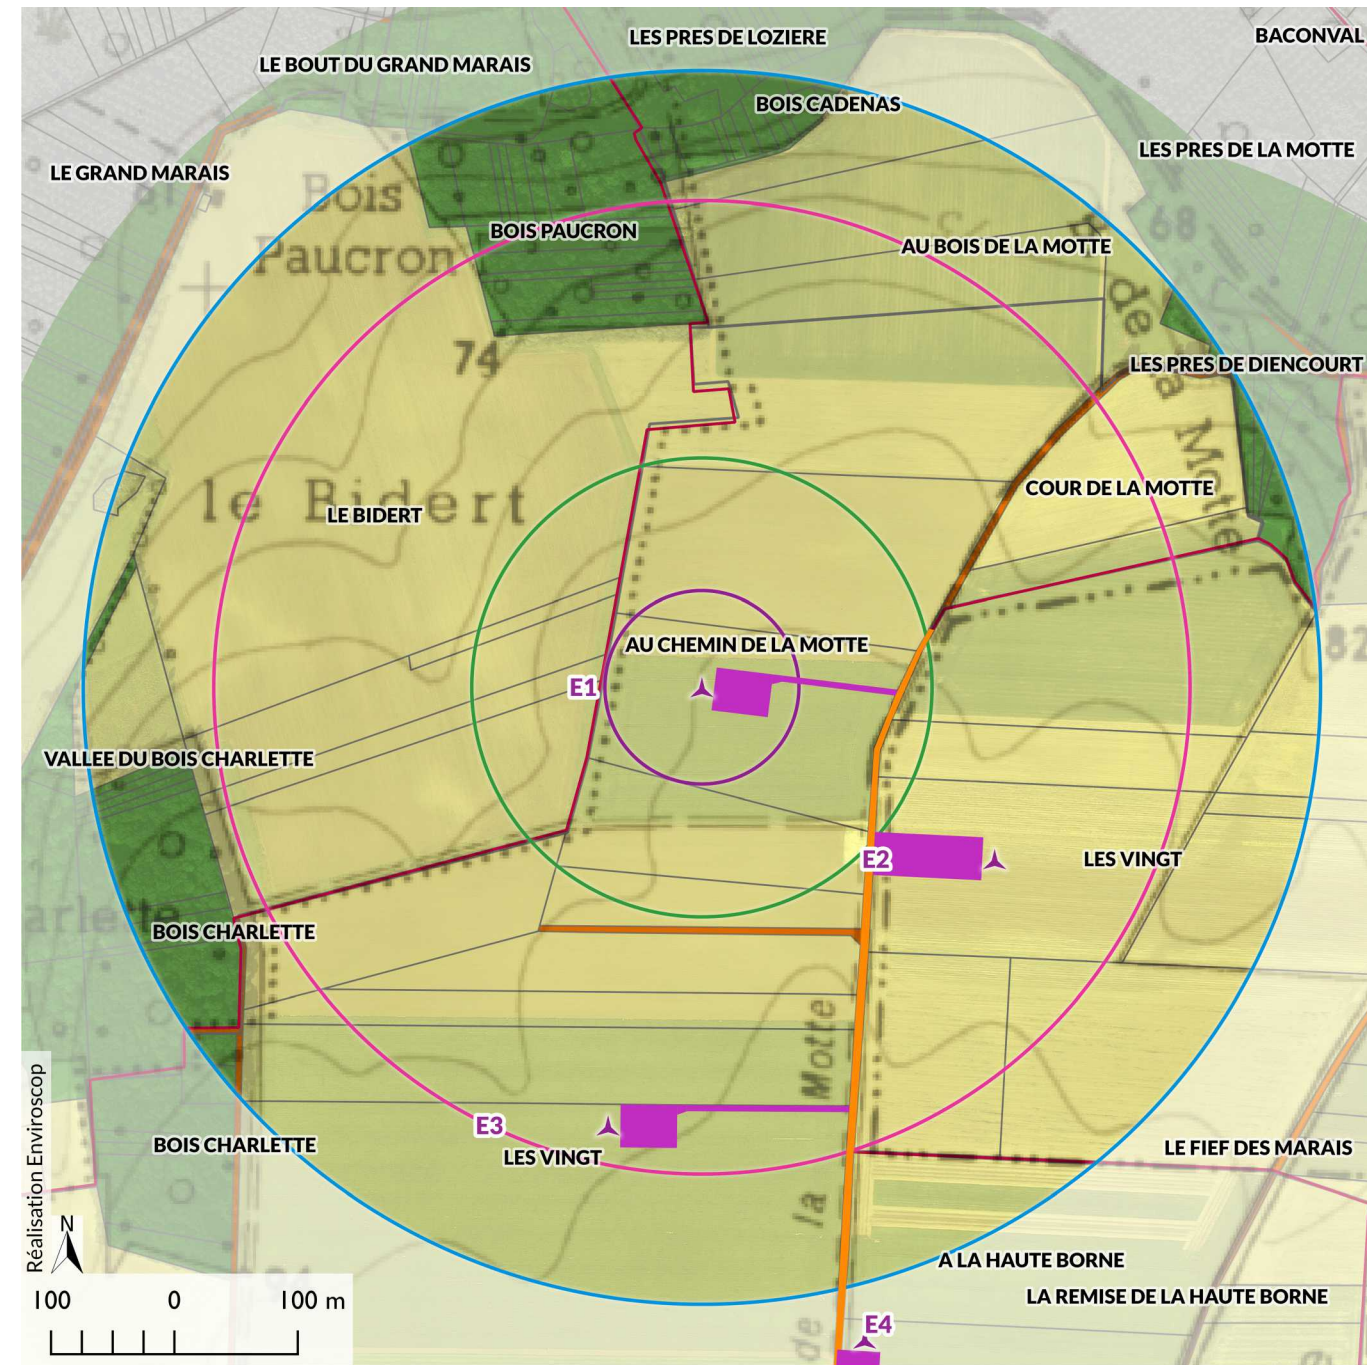 LES PRES DE LOZIERE
BACONVAL
LE BOUT DU GRAND MARAIS
BOIS CADENAS
LES PRES DE LA MOTTE
LE GRAND MARAIS
Bois
Paucron
68
BOIS PAUCRON
AU BOIS DE LA MOTTE
de la Motte
74
LES PRES DE DIENCOURT
COUR DE LA MOTTE
le Bidert
LE BIDERT
AU CHEMIN DE LA MOTTE
82
E1
VALLEE DU BOIS CHARLETTE
E2
LES VINGT
arlette
BOIS CHARLETTE
de la Motte
E3
BOIS CHARLETTE
LES VINGT
LE FIEF DES MARAIS
Réalisation Enviroscop
N
A LA HAUTE BORNE
94
LA REMISE DE LA HAUTE BORNE
100 0 100 m
E4